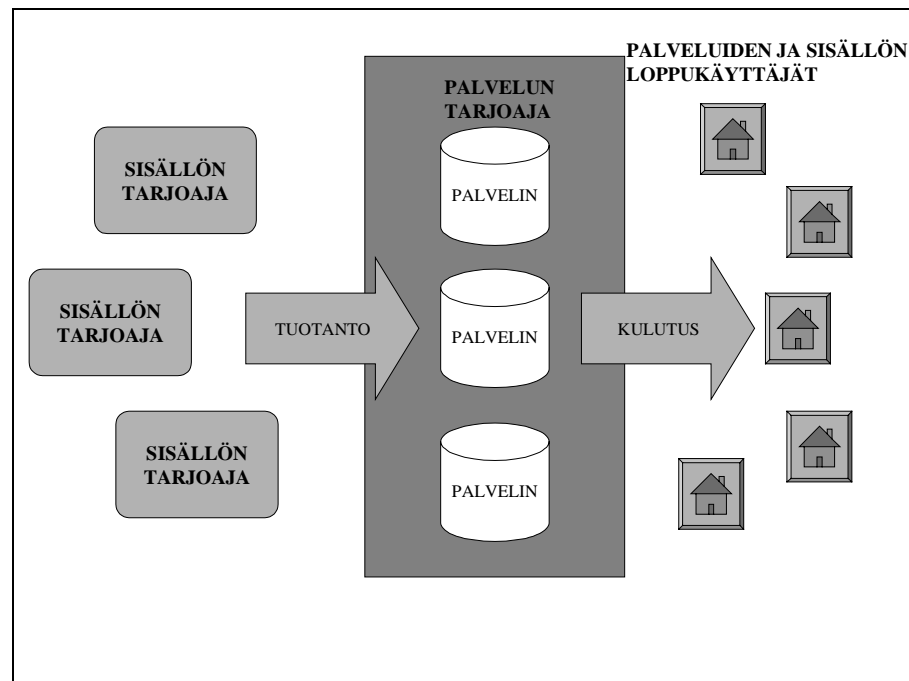 PALVELUIDEN JA SISÄLLÖN
LOPPUKÄYTTÄJÄT
PALVELUN
TARJOAJA
SISÄLLÖN
TARJOAJA
PALVELIN
SISÄLLÖN
TARJOAJA
TUOTANTO
PALVELIN
KULUTUS
SISÄLLÖN
TARJOAJA
PALVELIN